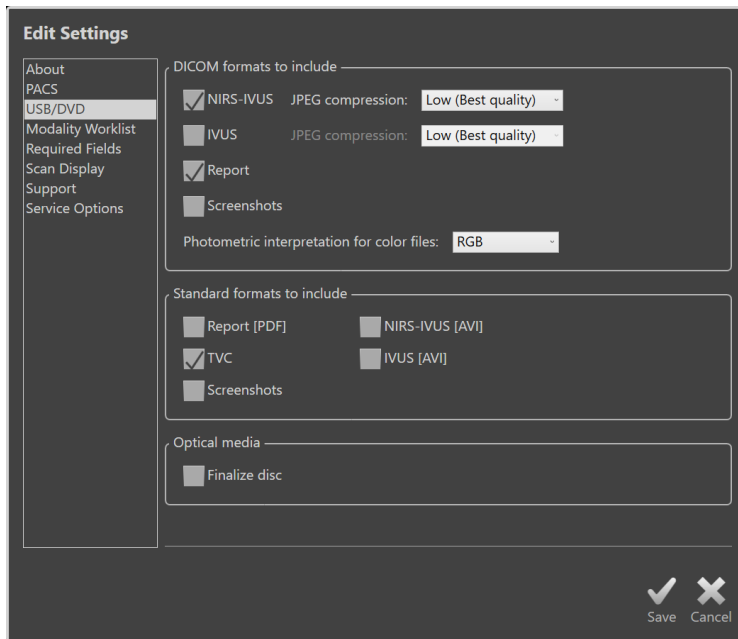 Edit Settings
About
PACS
USB/DVD
Modality Worklist
Required Fields
Scan Display
Support
Service Options
DICOM formats to include
NIRS-IVUS JPEG compression: Low (Best quality)
IVUS JPEG compression: Low (Best quality)
Report
Screenshots
Photometric interpretation for color files: RGB
Standard formats to include
Report [PDF] NIRS-IVUS [AVI]
TVC IVUS [AVI]
Screenshots
Optical media
Finalize disc
Save Cancel